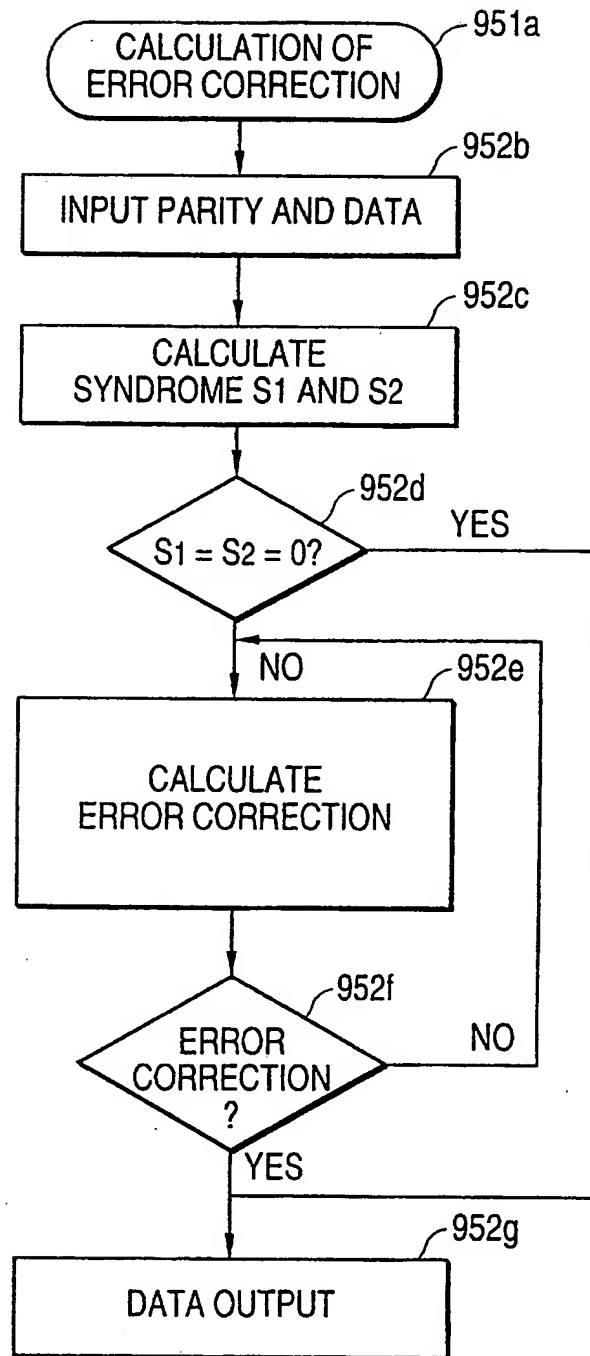 CALCULATION OF
ERROR CORRECTION
951a
952b
INPUT PARITY AND DATA
952c
CALCULATE
SYNDROME S1 AND S2
952d
S1 = S2 = 0?
YES
NO
952e
CALCULATE
ERROR CORRECTION
952f
ERROR
CORRECTION
?
NO
YES
952g
DATA OUTPUT